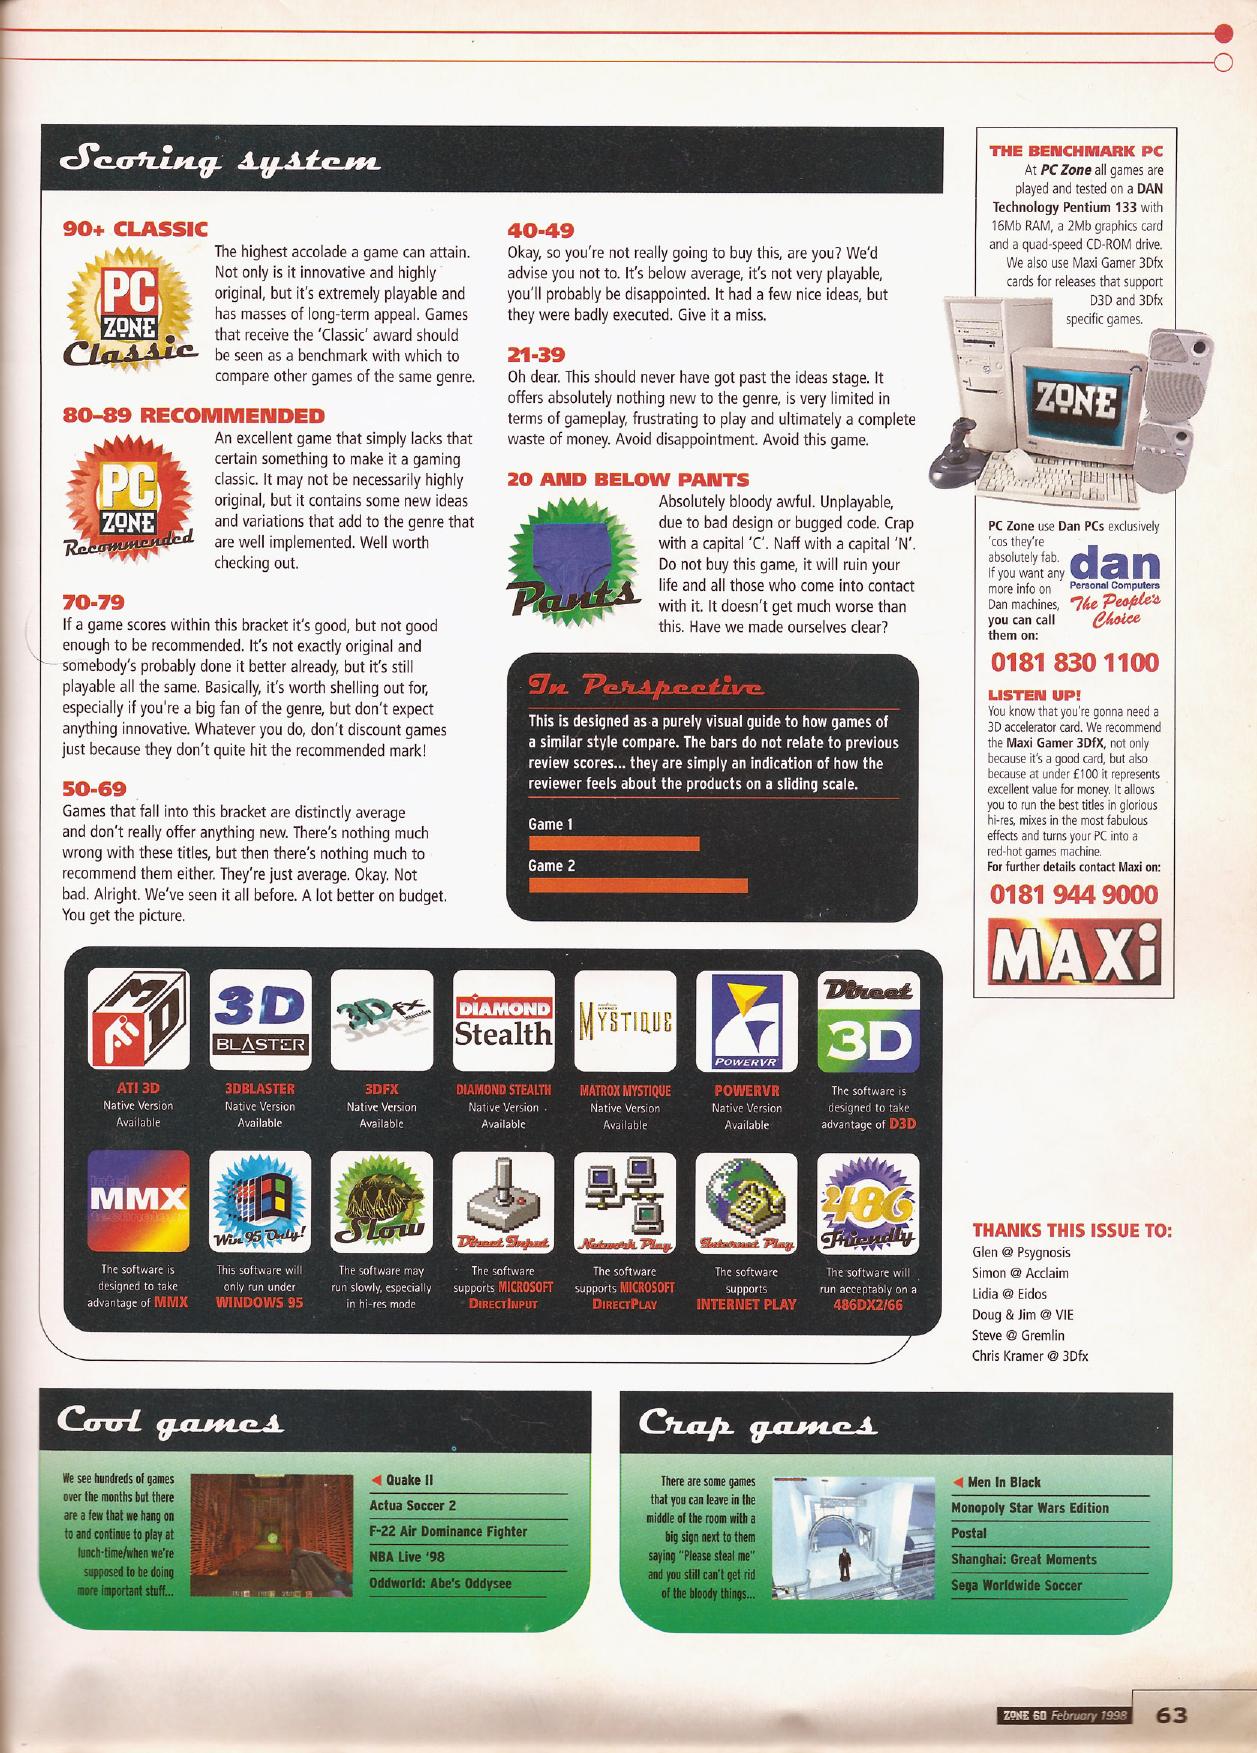 Scoring system
90+ CLASSIC
PC
ZONE
Classic
The highest accolade a game can attain.
Not only is it innovative and highly
original, but it's extremely playable and
has masses of long-term appeal. Games
that receive the 'Classic' award should
be seen as a benchmark with which to
compare other games of the same genre.
80–89 RECOMMENDED
PC
ZONE
Recommended
An excellent game that simply lacks that
certain something to make it a gaming
classic. It may not be necessarily highly
original, but it contains some new ideas
and variations that add to the genre that
are well implemented. Well worth
checking out.
70-79
If a game scores within this bracket it's good, but not good
enough to be recommended. It's not exactly original and
somebody's probably done it better already, but it's still
playable all the same. Basically, it's worth shelling out for,
especially if you're a big fan of the genre, but don't expect
anything innovative. Whatever you do, don't discount games
just because they don't quite hit the recommended mark!
50-69
Games that fall into this bracket are distinctly average
and don't really offer anything new. There's nothing much
wrong with these titles, but then there's nothing much to
recommend them either. They're just average. Okay. Not
bad. Alright. We've seen it all before. A lot better on budget.
You get the picture.
40-49
Okay, so you're not really going to buy this, are you? We'd
advise you not to. It's below average, it's not very playable,
you'll probably be disappointed. It had a few nice ideas, but
they were badly executed. Give it a miss.
21-39
Oh dear. This should never have got past the ideas stage. It
offers absolutely nothing new to the genre, is very limited in
terms of gameplay, frustrating to play and ultimately a complete
waste of money. Avoid disappointment. Avoid this game.
20 AND BELOW PANTS
Pants
Absolutely bloody awful. Unplayable,
due to bad design or bugged code. Crap
with a capital 'C'. Naff with a capital 'N'.
Do not buy this game, it will ruin your
life and all those who come into contact
with it. It doesn't get much worse than
this. Have we made ourselves clear?
In Perspective
This is designed as a purely visual guide to how games of
a similar style compare. The bars do not relate to previous
review scores... they are simply an indication of how the
reviewer feels about the products on a sliding scale.
Game 1
Game 2
THE BENCHMARK PC
At PC Zone all games are
played and tested on a DAN
Technology Pentium 133 with
16Mb RAM, a 2Mb graphics card
and a quad-speed CD-ROM drive.
We also use Maxi Gamer 3Dfx
cards for releases that support
D3D and 3Dfx
specific games.
ZONE
PC Zone use Dan PCs exclusively
'cos they're
absolutely fab.
If you want any
more info on
Dan machines,
you can call
them on:
dan
Personal Computers
The People's
Choice
0181 830 1100
LISTEN UP!
You know that you're gonna need a
3D accelerator card. We recommend
the Maxi Gamer 3DfX, not only
because it's a good card, but also
because at under £100 it represents
excellent value for money. It allows
you to run the best titles in glorious
hi-res, mixes in the most fabulous
effects and turns your PC into a
red-hot games machine.
For further details contact Maxi on:
0181 944 9000
MAXi
ATI 3D
3D BLASTER
3Dfx
DIAMOND Stealth
MYSTIQUE
POWERVR
Direct 3D
ATI 3D
Native Version
Available
3DBLASTER
Native Version
Available
3DFX
Native Version
Available
DIAMOND STEALTH
Native Version
Available
MATROX MYSTIQUE
Native Version
Available
POWERVR
Native Version
Available
The software is
designed to take
advantage of D3D
intel
MMX
technology
Win 95 Only!
Slow
Direct Input
Network Play
Internet Play
486
Friendly
The software is
designed to take
advantage of MMX
This software will
only run under
WINDOWS 95
The software may
run slowly, especially
in hi-res mode
The software
supports MICROSOFT
DIRECTINPUT
The software
supports MICROSOFT
DIRECTPLAY
The software
supports
INTERNET PLAY
The software will
run acceptably on a
486DX2/66
THANKS THIS ISSUE TO:
Glen @ Psygnosis
Simon @ Acclaim
Lidia @ Eidos
Doug & Jim @ VIE
Steve @ Gremlin
Chris Kramer @ 3Dfx
Cool games
We see hundreds of games
over the months but there
are a few that we hang on
to and continue to play at
lunch-time/when we're
supposed to be doing
more important stuff...
Quake II
Actua Soccer 2
F-22 Air Dominance Fighter
NBA Live '98
Oddworld: Abe's Oddysee
Crap games
There are some games
that you can leave in the
middle of the room with a
big sign next to them
saying "Please steal me"
and you still can't get rid
of the bloody things...
Men In Black
Monopoly Star Wars Edition
Postal
Shanghai: Great Moments
Sega Worldwide Soccer
ZONE 60 February 1998 63